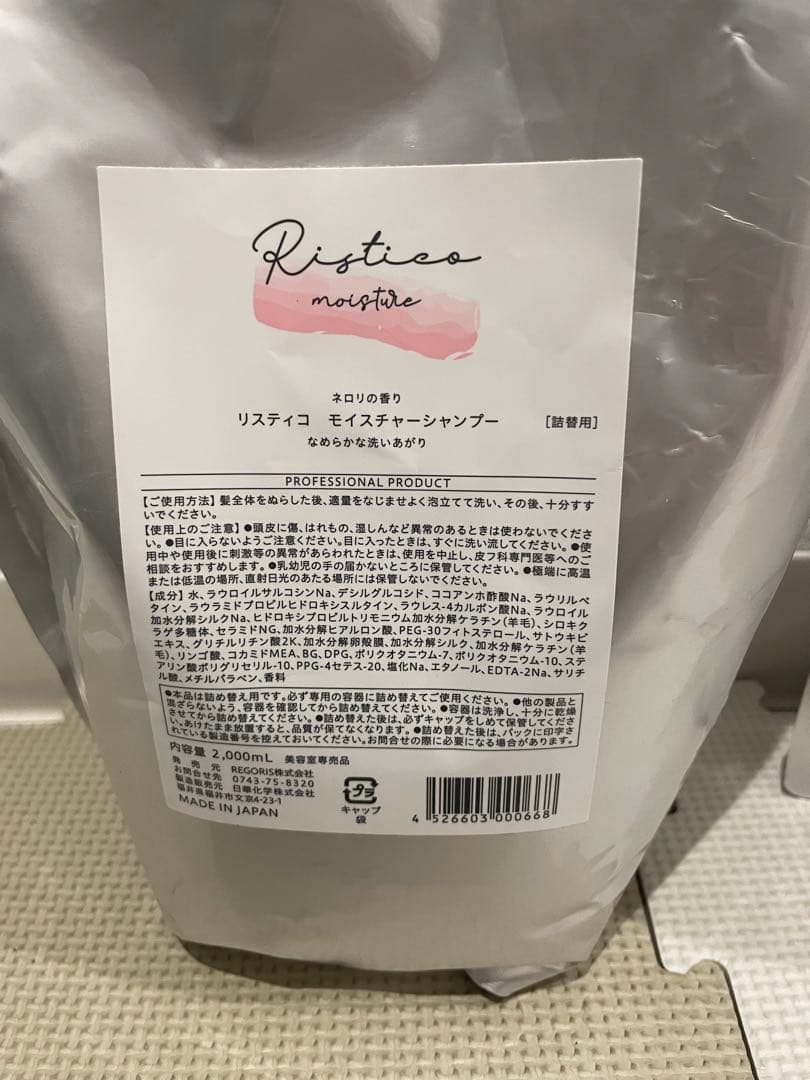 Ristico
moisture
ネロリの香り
リスティコ　モイスチャーシャンプー　[詰替用]
なめらかな洗いあがり
PROFESSIONAL PRODUCT
【ご使用方法】髪全体をぬらした後、適量をなじませよく泡立てて洗い、その後、十分すす
いでください。
【使用上のご注意】●頭皮に傷、はれもの、湿しんなど異常のあるときは使わないでくださ
い。●目に入らないようご注意ください。目に入ったときは、すぐに洗い流してください。●使
用中や使用後に刺激等の異常があらわれたときは、使用を中止し、皮フ科専門医等へのご
相談をおすすめします。●乳幼児の手の届かないところに保管してください。●極端に高温
または低温の場所、直射日光のあたる場所には保管しないでください。
【成分】水、ラウロイルサルコシンNa、デシルグルコシド、ココアンホ酢酸Na、ラウリルベ
タイン、ラウラミドプロピルヒドロキシスルタイン、ラウレス-4カルボン酸Na、ラウロイル
加水分解シルクNa、ヒドロキシプロピルトリモニウム加水分解ケラチン(羊毛)、シロキク
ラゲ多糖体、セラミドNG、加水分解ヒアルロン酸、PEG-30フィトステロール、サトウキビ
エキス、グリチルリチン酸2K、加水分解卵殻膜、加水分解シルク、加水分解ケラチン(羊
毛)、リンゴ酸、コカミドMEA、BG、DPG、ポリクオタニウム-7、ポリクオタニウム-10、ステ
アリン酸ポリグリセリル-10、PPG-4セテス-20、塩化Na、エタノール、EDTA-2Na、サリチ
ル酸、メチルパラベン、香料
●本品は詰め替え用です。必ず専用の容器に詰め替えてご使用ください。●他の製品と
混ざらないよう、容器を確認してから詰め替えてください。●容器は洗浄し、十分に乾燥
させてから詰め替えてください。●詰め替えた後は、必ずキャップをしめて保管してくださ
い。あけたまま放置すると、品質が保てなくなります。●詰め替えた後は、パックに印字さ
れている製造番号を控えておいてください。お問合せの際に必要になる場合があります。
内容量 2,000mL　美容室専売品
発売元　REGORIS株式会社
お問合せ先　0743-75-8320
製造販売元　日華化学株式会社
福井県福井市文京4-23-1
MADE IN JAPAN
プラ
キャップ
袋
4 526603 000668